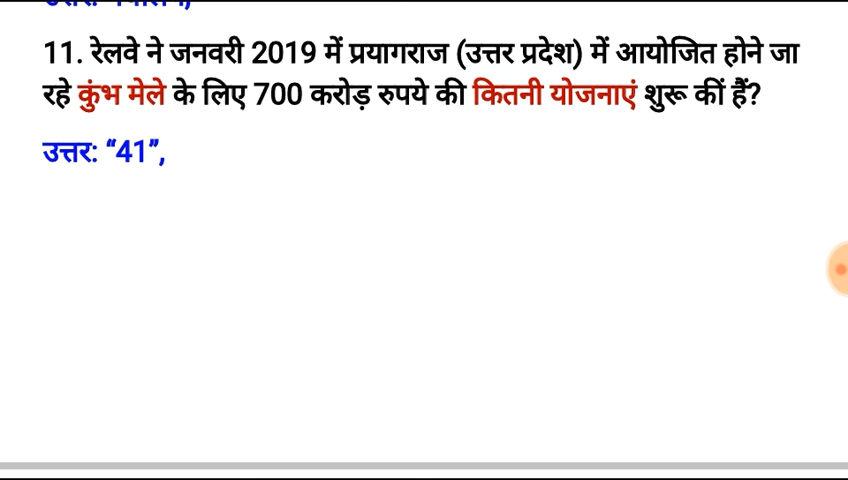 11. रेलवे ने जनवरी 2019 में प्रयागराज (उत्तर प्रदेश) में आयोजित होने जा
रहे कुंभ मेले के लिए 700 करोड़ रुपये की कितनी योजनाएं शुरू कीं हैं?
उत्तर: “41”,